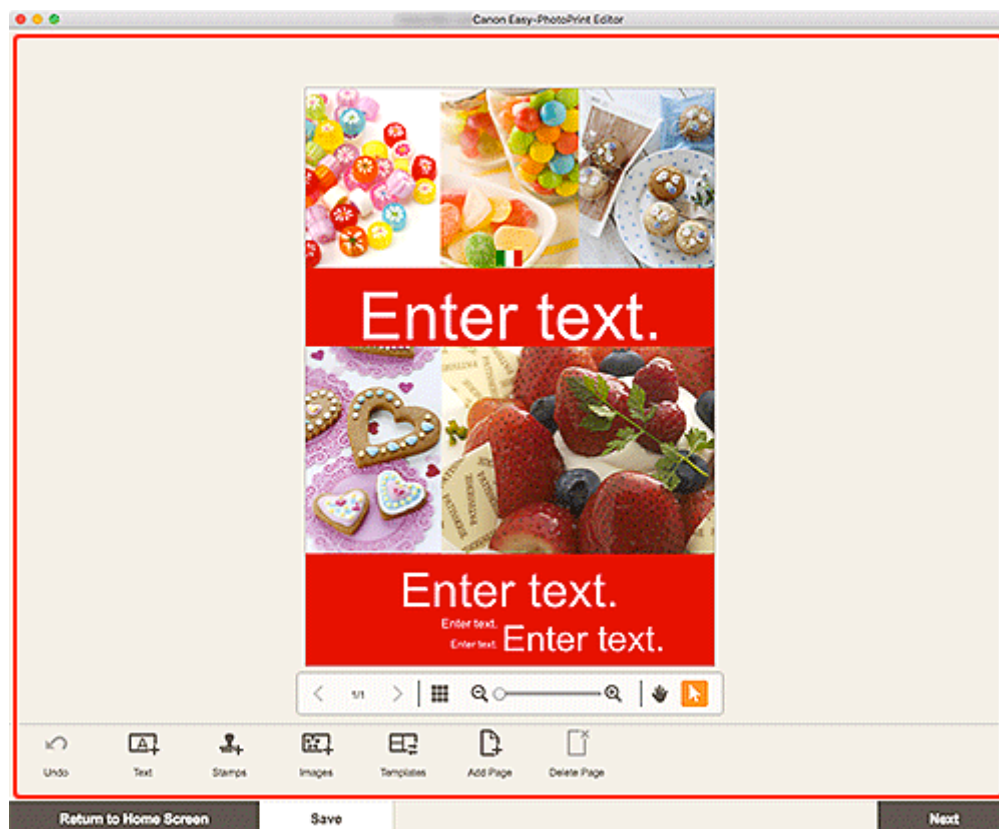 Canon Easy-PhotoPrint Editor
Enter text.
Enter text.
Enter text.
Enter text. Enter text.
1/1
Undo Text Stamps Images Templates Add Page Delete Page
Return to Home Screen Save Next